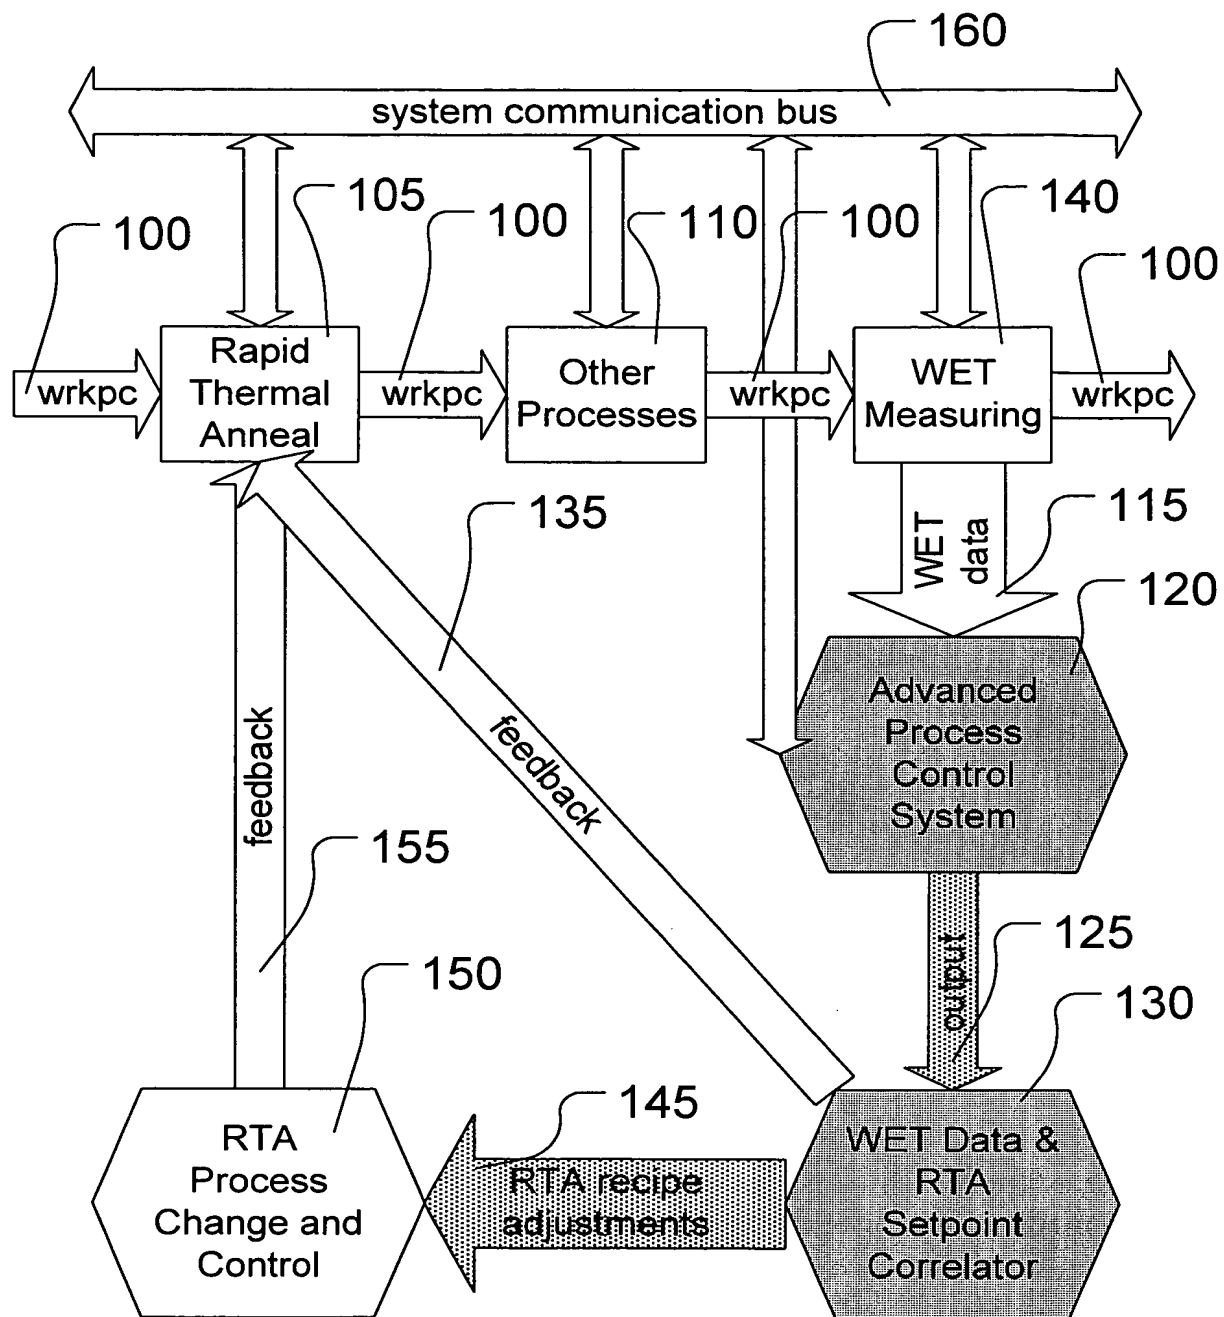 160
system communication bus
105
100
110
100
140
100
100
Rapid
Thermal
Anneal
Other
Processes
WET
Measuring
wrkpc
wrkpc
wrkpc
wrkpc
135
115
WET
data
120
Advanced
Process
Control
System
feedback
feedback
155
125
output
150
130
145
RTA
Process
Change and
Control
RTA recipe
adjustments
WET Data &
RTA
Setpoint
Correlator